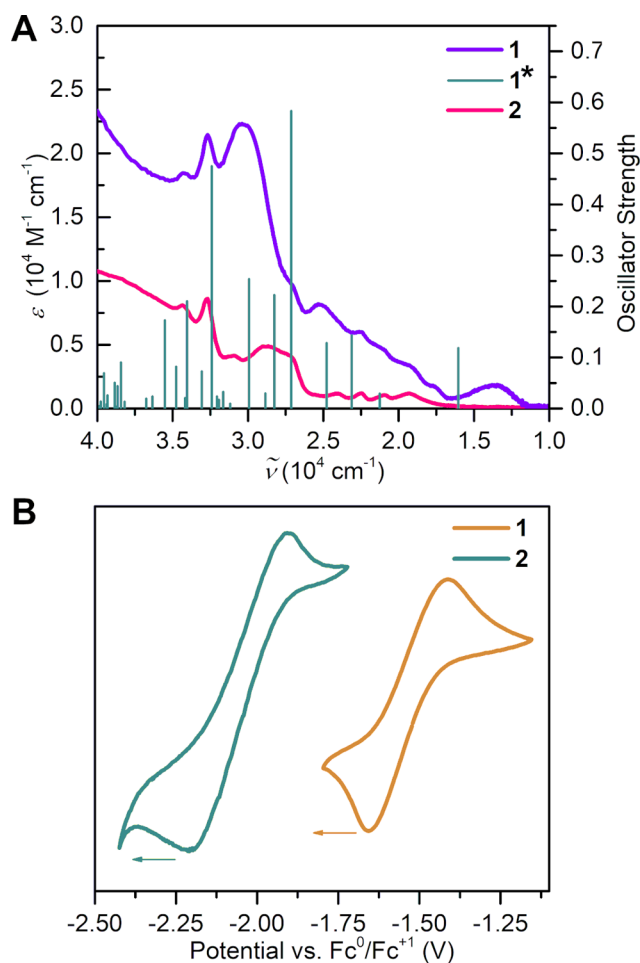 A
3.0
2.5
2.0
1.5
1.0
0.5
0.0
ε (10⁴ M⁻¹ cm⁻¹)
1
1*
2
0.7
0.6
0.5
0.4
0.3
0.2
0.1
0.0
Oscillator Strength
4.0 3.5 3.0 2.5 2.0 1.5 1.0
ν̃ (10⁴ cm⁻¹)
B
1
2
-2.50 -2.25 -2.00 -1.75 -1.50 -1.25
Potential vs. Fc⁰/Fc⁺¹ (V)